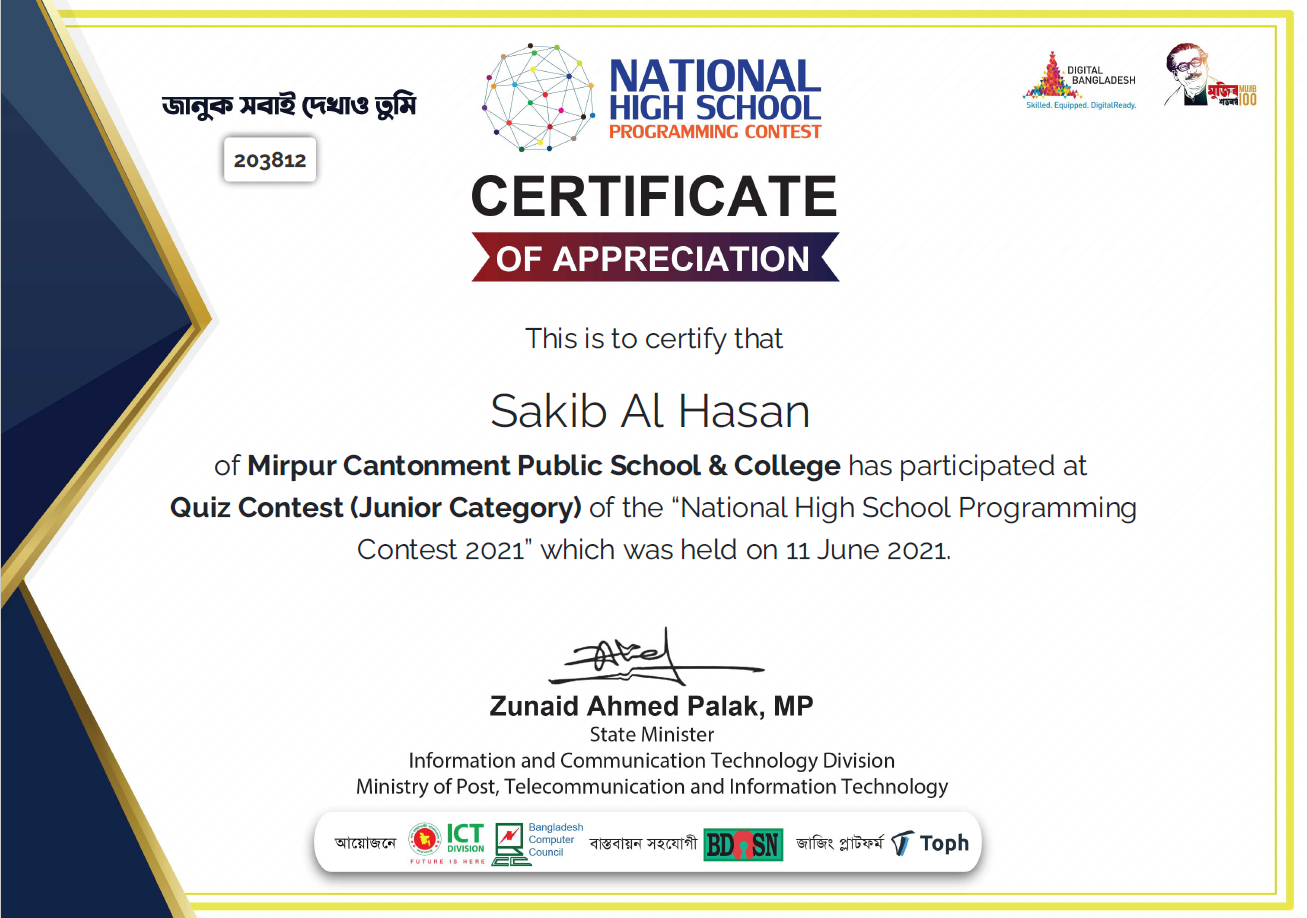 জানুক সবাই দেখাও তুমি
203812
NATIONAL
HIGH SCHOOL
PROGRAMMING CONTEST
DIGITAL
BANGLADESH
Skilled. Equipped. DigitalReady.
মুজিব MUJIB
শতবর্ষ 100
CERTIFICATE
OF APPRECIATION
This is to certify that
Sakib Al Hasan
of Mirpur Cantonment Public School & College has participated at
Quiz Contest (Junior Category) of the “National High School Programming
Contest 2021” which was held on 11 June 2021.
Zunaid Ahmed Palak, MP
State Minister
Information and Communication Technology Division
Ministry of Post, Telecommunication and Information Technology
আয়োজনে
ICT
DIVISION
FUTURE IS HERE
Bangladesh
Computer
Council
বাস্তবায়ন সহযোগী
BDOSN
জাজিং প্লাটফর্ম
Toph